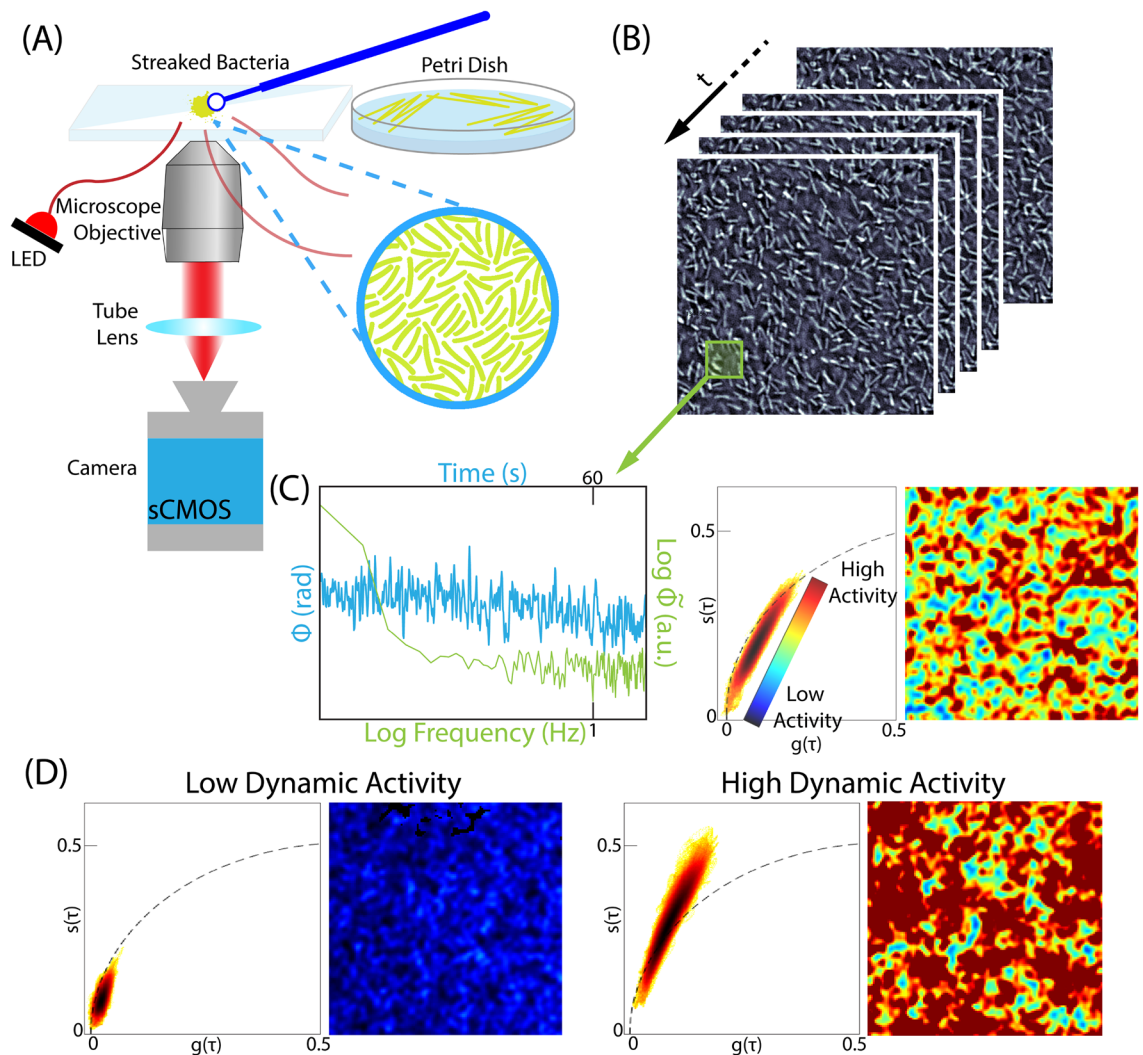 (A)
Streaked Bacteria
Petri Dish
Microscope
Objective
LED
Tube
Lens
Camera
sCMOS
(B)
t
(C)
Time (s)
60
Φ (rad)
Log Φ̃ (a.u.)
Log Frequency (Hz)
1
0.5
s(τ)
0
High
Activity
Low
Activity
0
0.5
g(τ)
(D)
Low Dynamic Activity
0.5
s(τ)
0
0
g(τ)
0.5
High Dynamic Activity
0.5
s(τ)
0
0
g(τ)
0.5